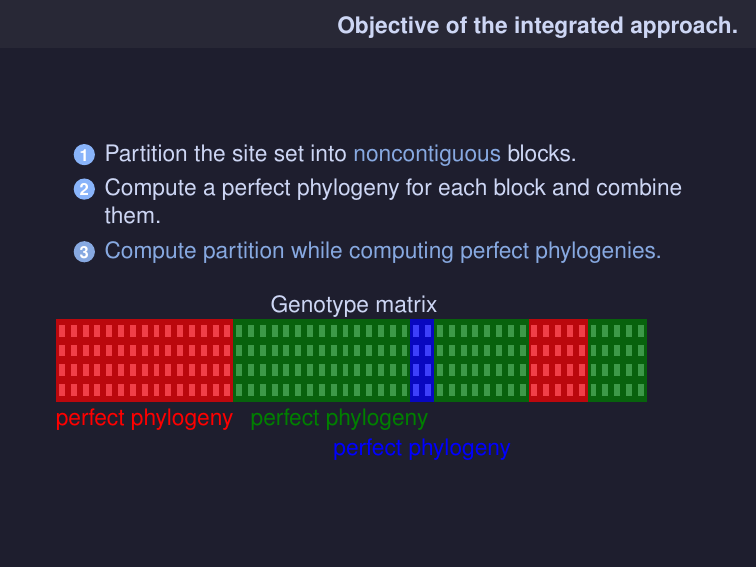 Objective of the integrated approach.
1 Partition the site set into noncontiguous blocks.
2 Compute a perfect phylogeny for each block and combine
them.
3 Compute partition while computing perfect phylogenies.
Genotype matrix
perfect phylogeny perfect phylogeny
perfect phylogeny